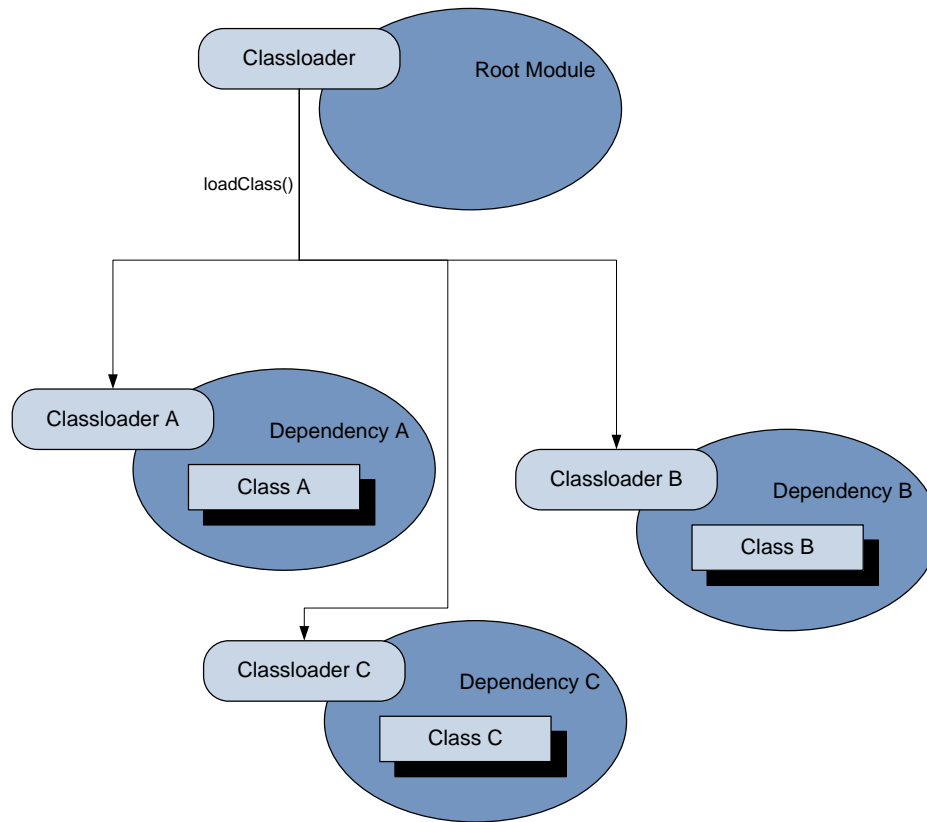 Classloader
Root Module
loadClass()
Classloader A
Dependency A
Class A
Classloader B
Dependency B
Class B
Classloader C
Dependency C
Class C